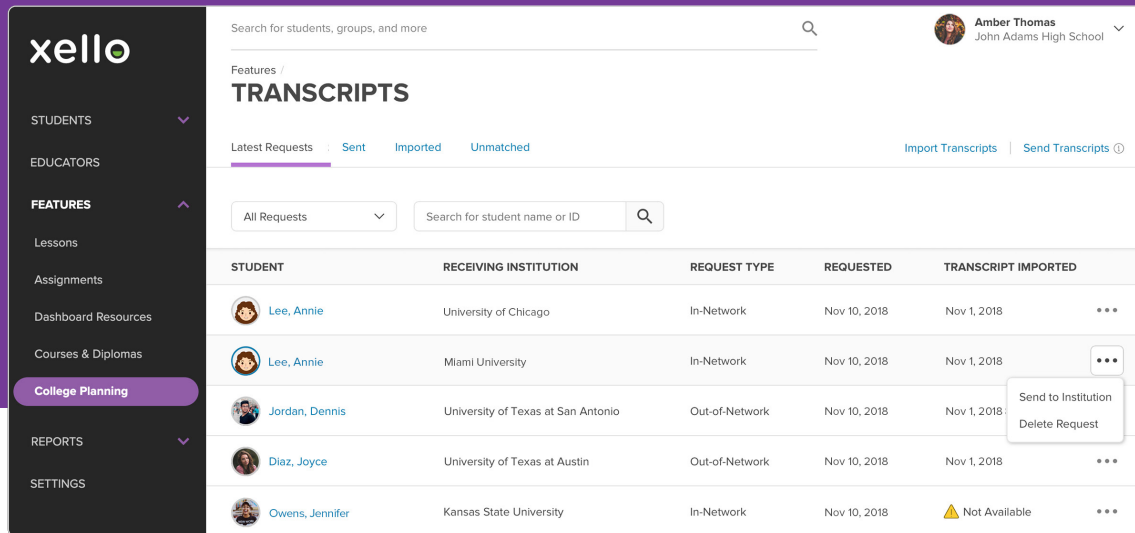 xello
STUDENTS
EDUCATORS
FEATURES
Lessons
Assignments
Dashboard Resources
Courses & Diplomas
College Planning
REPORTS
SETTINGS
Search for students, groups, and more
Amber Thomas
John Adams High School
Features /
TRANSCRIPTS
Latest Requests Sent Imported Unmatched Import Transcripts | Send Transcripts
All Requests Search for student name or ID
STUDENT RECEIVING INSTITUTION REQUEST TYPE REQUESTED TRANSCRIPT IMPORTED
Lee, Annie University of Chicago In-Network Nov 10, 2018 Nov 1, 2018
Lee, Annie Miami University In-Network Nov 10, 2018 Nov 1, 2018
Send to Institution
Delete Request
Jordan, Dennis University of Texas at San Antonio Out-of-Network Nov 10, 2018 Nov 1, 2018
Diaz, Joyce University of Texas at Austin Out-of-Network Nov 10, 2018 Nov 1, 2018
Owens, Jennifer Kansas State University In-Network Nov 10, 2018 Not Available